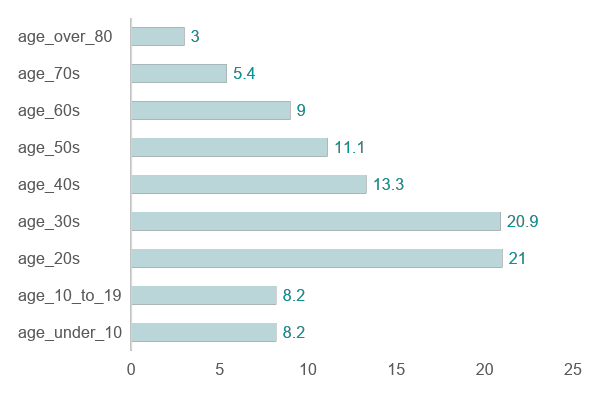 age_over_80 3
age_70s 5.4
age_60s 9
age_50s 11.1
age_40s 13.3
age_30s 20.9
age_20s 21
age_10_to_19 8.2
age_under_10 8.2
0 5 10 15 20 25